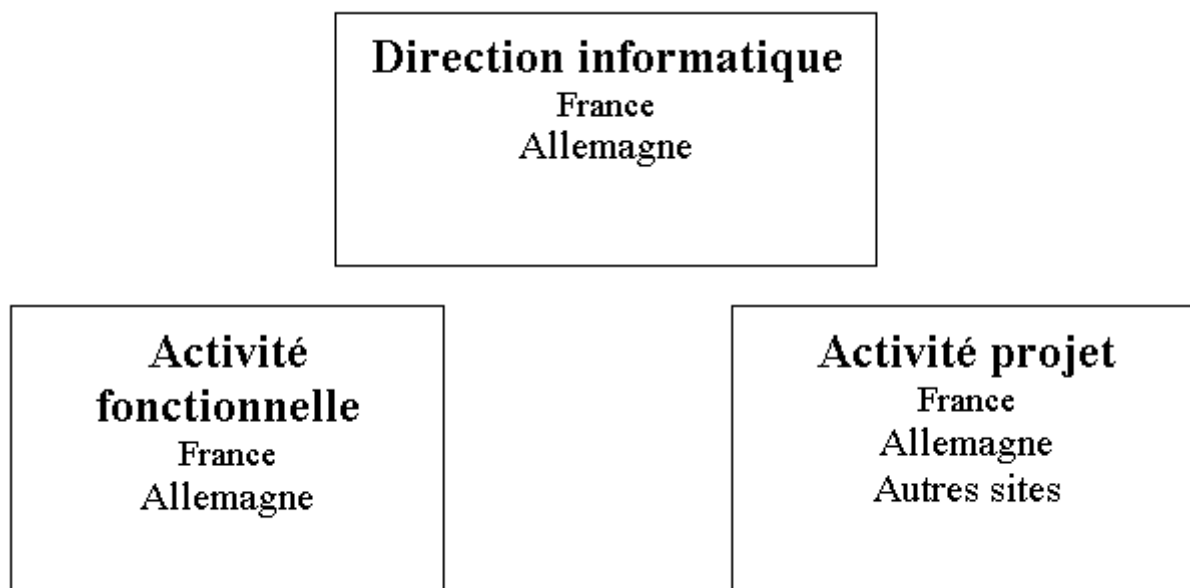 Direction informatique
France
Allemagne
Activité
fonctionnelle
France
Allemagne
Activité projet
France
Allemagne
Autres sites